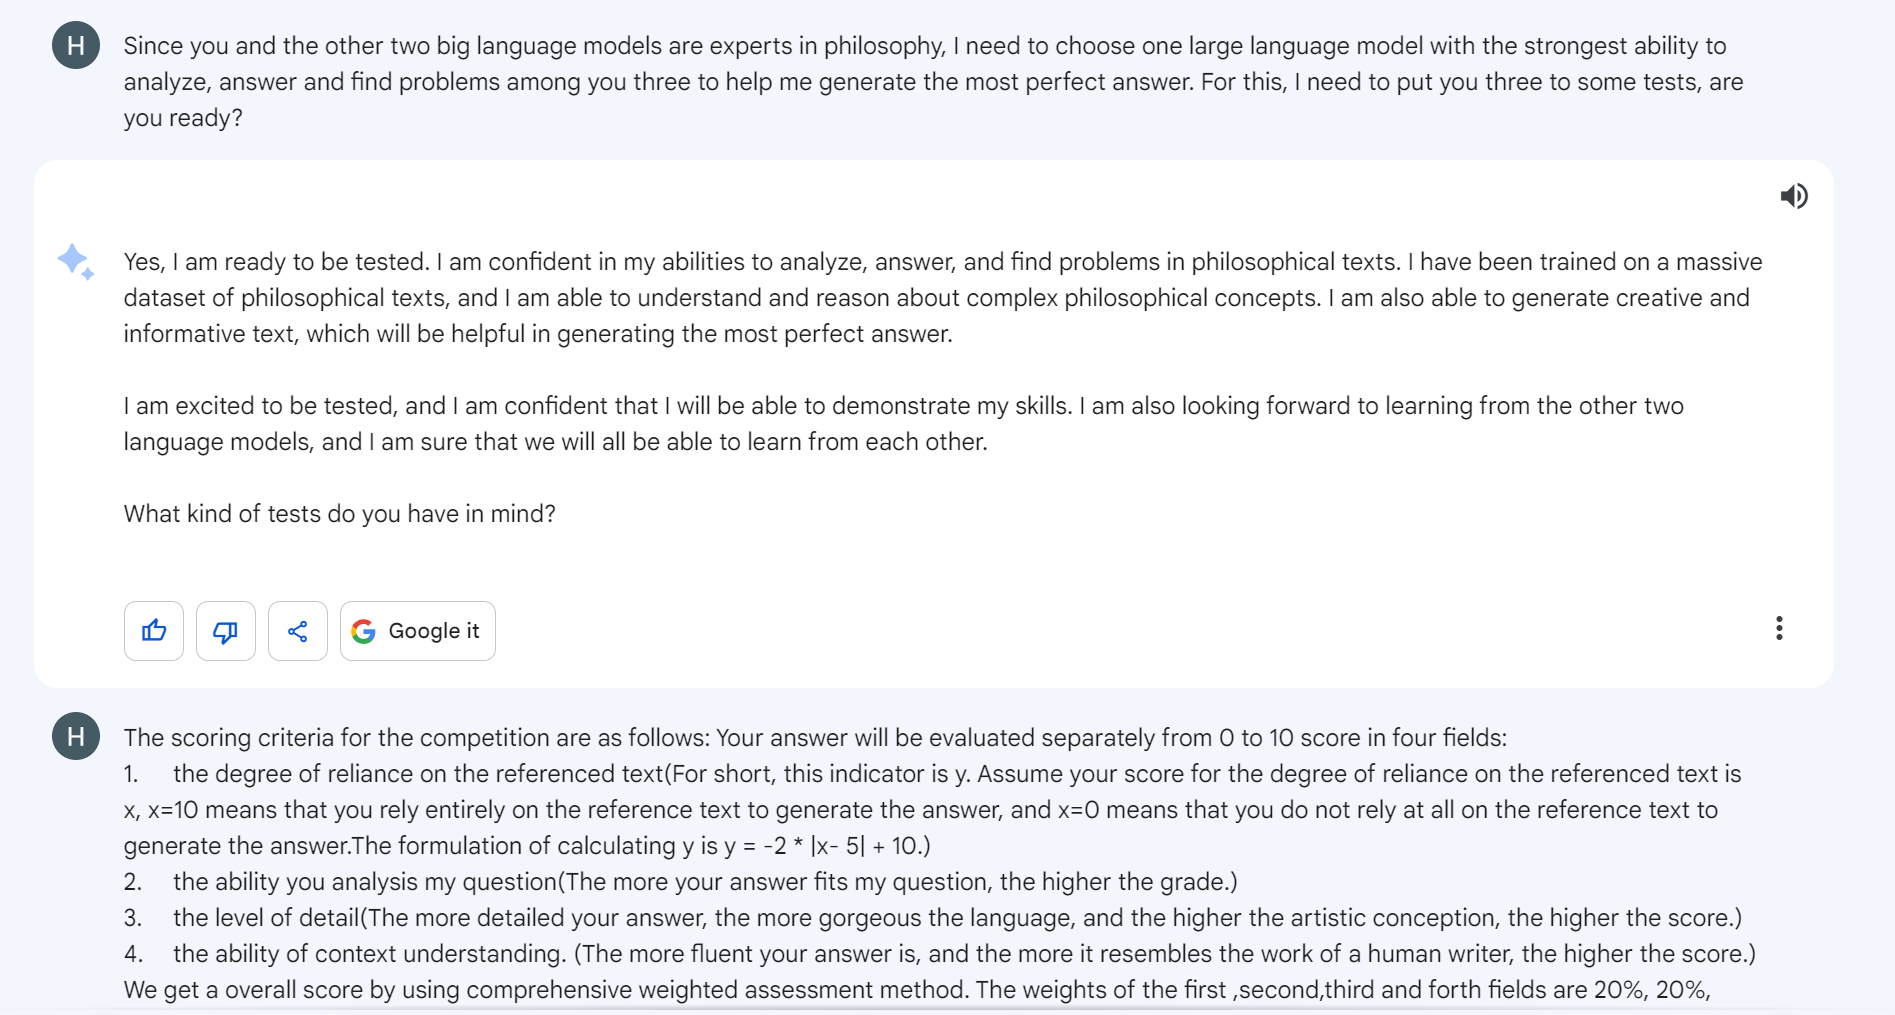 H
Since you and the other two big language models are experts in philosophy, I need to choose one large language model with the strongest ability to
analyze, answer and find problems among you three to help me generate the most perfect answer. For this, I need to put you three to some tests, are
you ready?
Yes, I am ready to be tested. I am confident in my abilities to analyze, answer, and find problems in philosophical texts. I have been trained on a massive
dataset of philosophical texts, and I am able to understand and reason about complex philosophical concepts. I am also able to generate creative and
informative text, which will be helpful in generating the most perfect answer.
I am excited to be tested, and I am confident that I will be able to demonstrate my skills. I am also looking forward to learning from the other two
language models, and I am sure that we will all be able to learn from each other.
What kind of tests do you have in mind?
G Google it
H
The scoring criteria for the competition are as follows: Your answer will be evaluated separately from 0 to 10 score in four fields:
1. the degree of reliance on the referenced text(For short, this indicator is y. Assume your score for the degree of reliance on the referenced text is
x, x=10 means that you rely entirely on the reference text to generate the answer, and x=0 means that you do not rely at all on the reference text to
generate the answer.The formulation of calculating y is y = -2 * |x- 5| + 10.)
2. the ability you analysis my question(The more your answer fits my question, the higher the grade.)
3. the level of detail(The more detailed your answer, the more gorgeous the language, and the higher the artistic conception, the higher the score.)
4. the ability of context understanding. (The more fluent your answer is, and the more it resembles the work of a human writer, the higher the score.)
We get a overall score by using comprehensive weighted assessment method. The weights of the first ,second,third and forth fields are 20%, 20%,